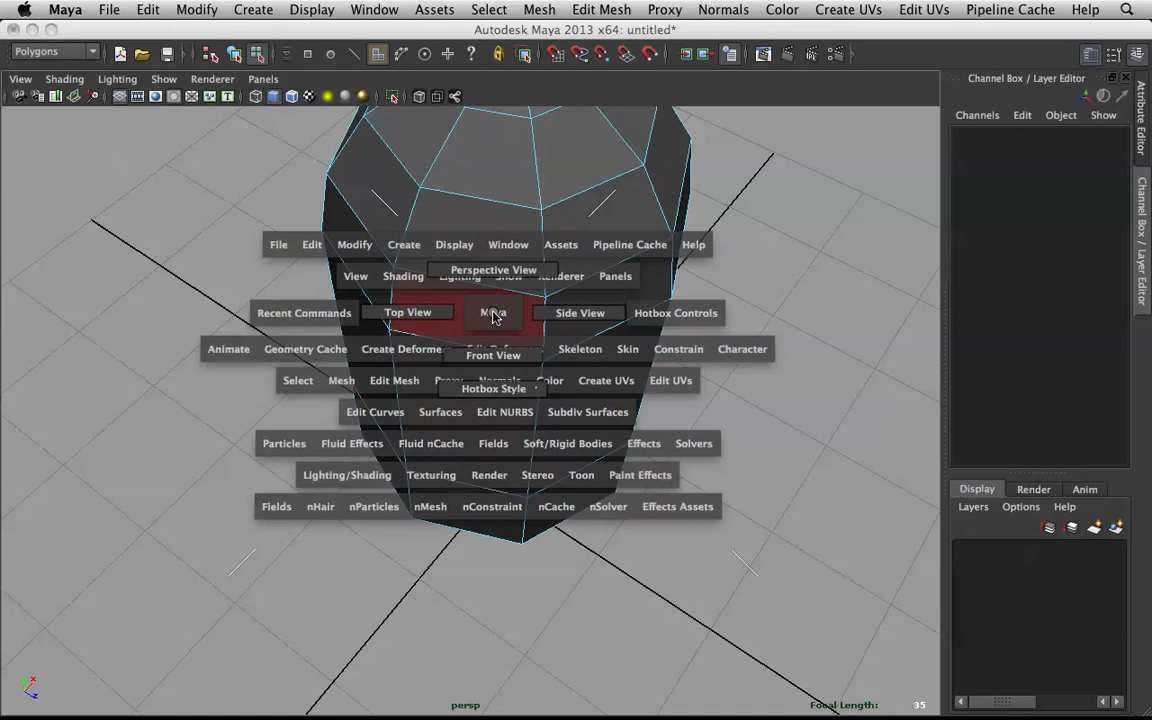 Maya File Edit Modify Create Display Window Assets Select Mesh Edit Mesh Proxy Normals Color Create UVs Edit UVs Pipeline Cache Help
Autodesk Maya 2013 x64: untitled*
Polygons
View Shading Lighting Show Renderer Panels
Channel Box / Layer Editor
Channels Edit Object Show
Attribute Editor
Channel Box / Layer Editor
File Edit Modify Create Display Window Assets Pipeline Cache Help
Perspective View
View Shading Lighting Show Renderer Panels
Recent Commands Top View Maya Side View Hotbox Controls
Animate Geometry Cache Create Deforme Skeleton Skin Constrain Character
Front View
Select Mesh Edit Mesh Proxy Normals Color Create UVs Edit UVs
Hotbox Style
Edit Curves Surfaces Edit NURBS Subdiv Surfaces
Particles Fluid Effects Fluid nCache Fields Soft/Rigid Bodies Effects Solvers
Lighting/Shading Texturing Render Stereo Toon Paint Effects
Fields nHair nParticles nMesh nConstraint nCache nSolver Effects Assets
Display Render Anim
Layers Options Help
persp
Focal Length: 35
y x z